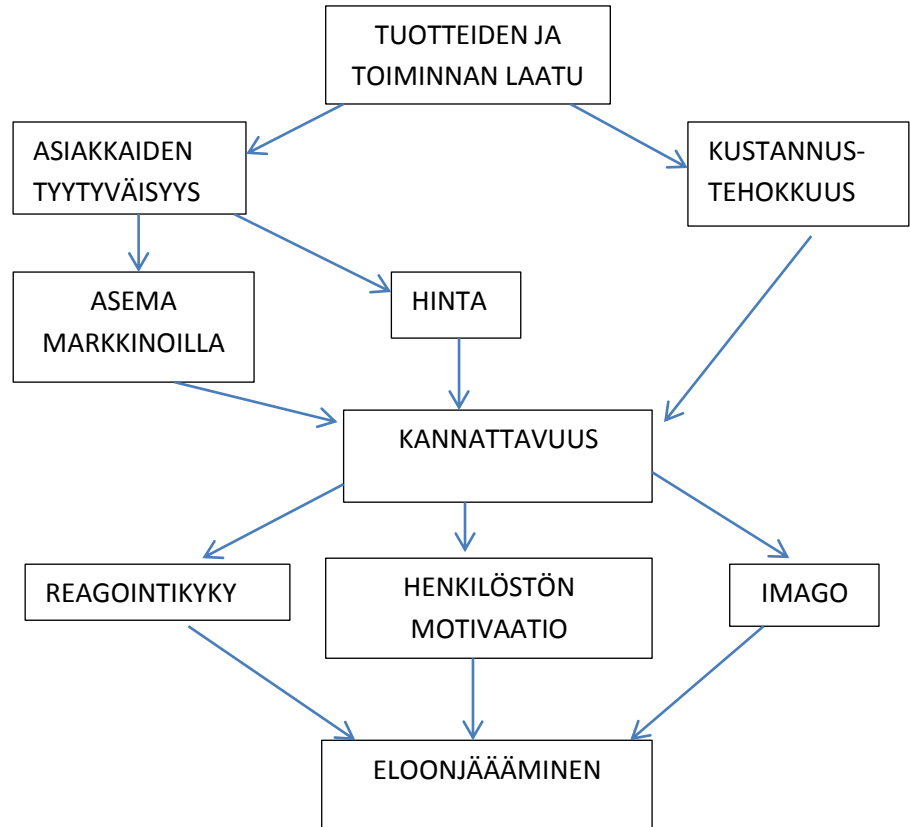 TUOTTEIDEN JA
TOIMINNAN LAATU
ASIAKKAIDEN
TYYTYVÄISYYS
KUSTANNUS-
TEHOKKUUS
ASEMA
MARKKINOILLA
HINTA
KANNATTAVUUS
REAGOINTIKYKY
HENKILÖSTÖN
MOTIVAATIO
IMAGO
ELOONJÄÄÄMINEN